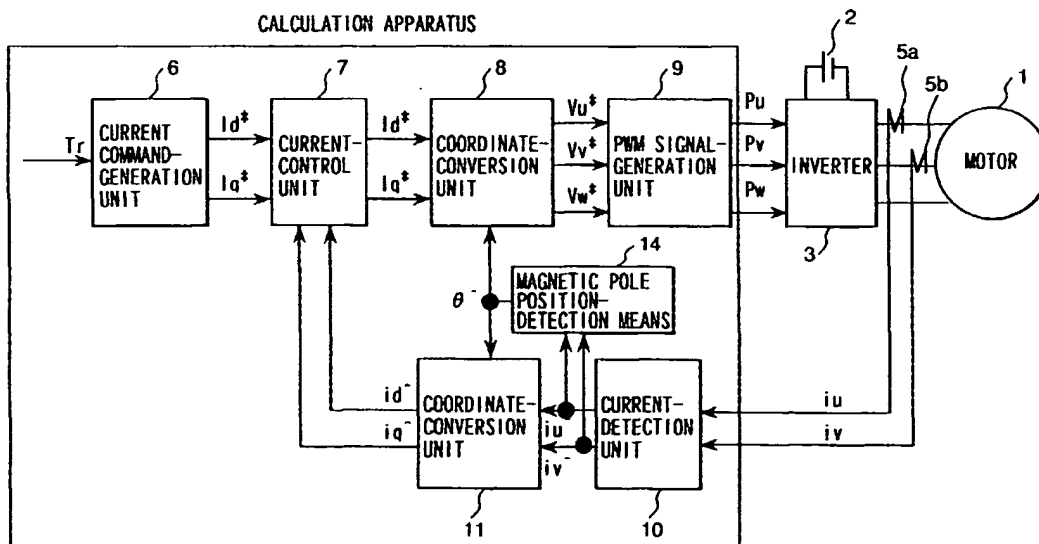 CALCULATION APPARATUS
2
6
7
8
9
5a
5b
1
Tr
CURRENT
COMMAND-
GENERATION
UNIT
Id*
Iq*
CURRENT-
CONTROL
UNIT
Id*
Iq*
COORDINATE-
CONVERSION
UNIT
Vu*
Vv*
Vw*
PWM SIGNAL-
GENERATION
UNIT
Pu
Pv
Pw
INVERTER
3
MOTOR
14
MAGNETIC POLE
POSITION-
DETECTION MEANS
θ^
id^
iq^
COORDINATE-
CONVERSION
UNIT
11
iu
iv^
CURRENT-
DETECTION
UNIT
10
iu
iv